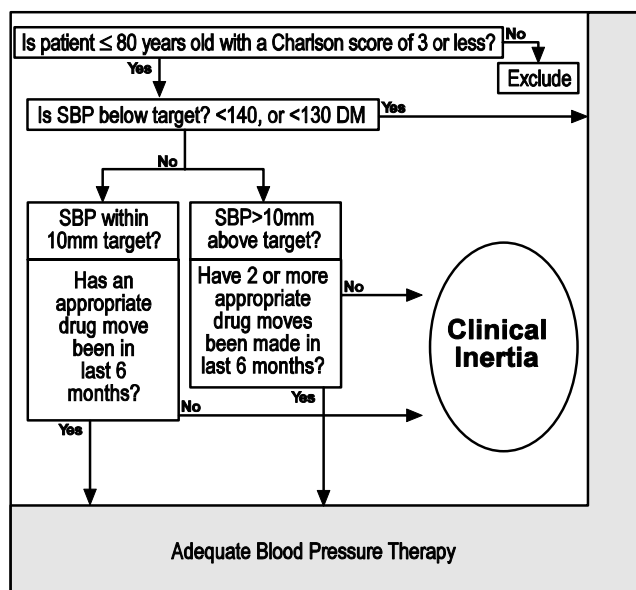 Is patient ≤ 80 years old with a Charlson score of 3 or less?
No
Yes
Exclude
Is SBP below target? <140, or <130 DM
Yes
No
SBP within
10mm target?
Has an
appropriate
drug move
been in
last 6
months?
SBP>10mm
above target?
Have 2 or more
appropriate
drug moves
been made in
last 6 months?
No
Clinical
Inertia
Yes
No
Yes
Adequate Blood Pressure Therapy